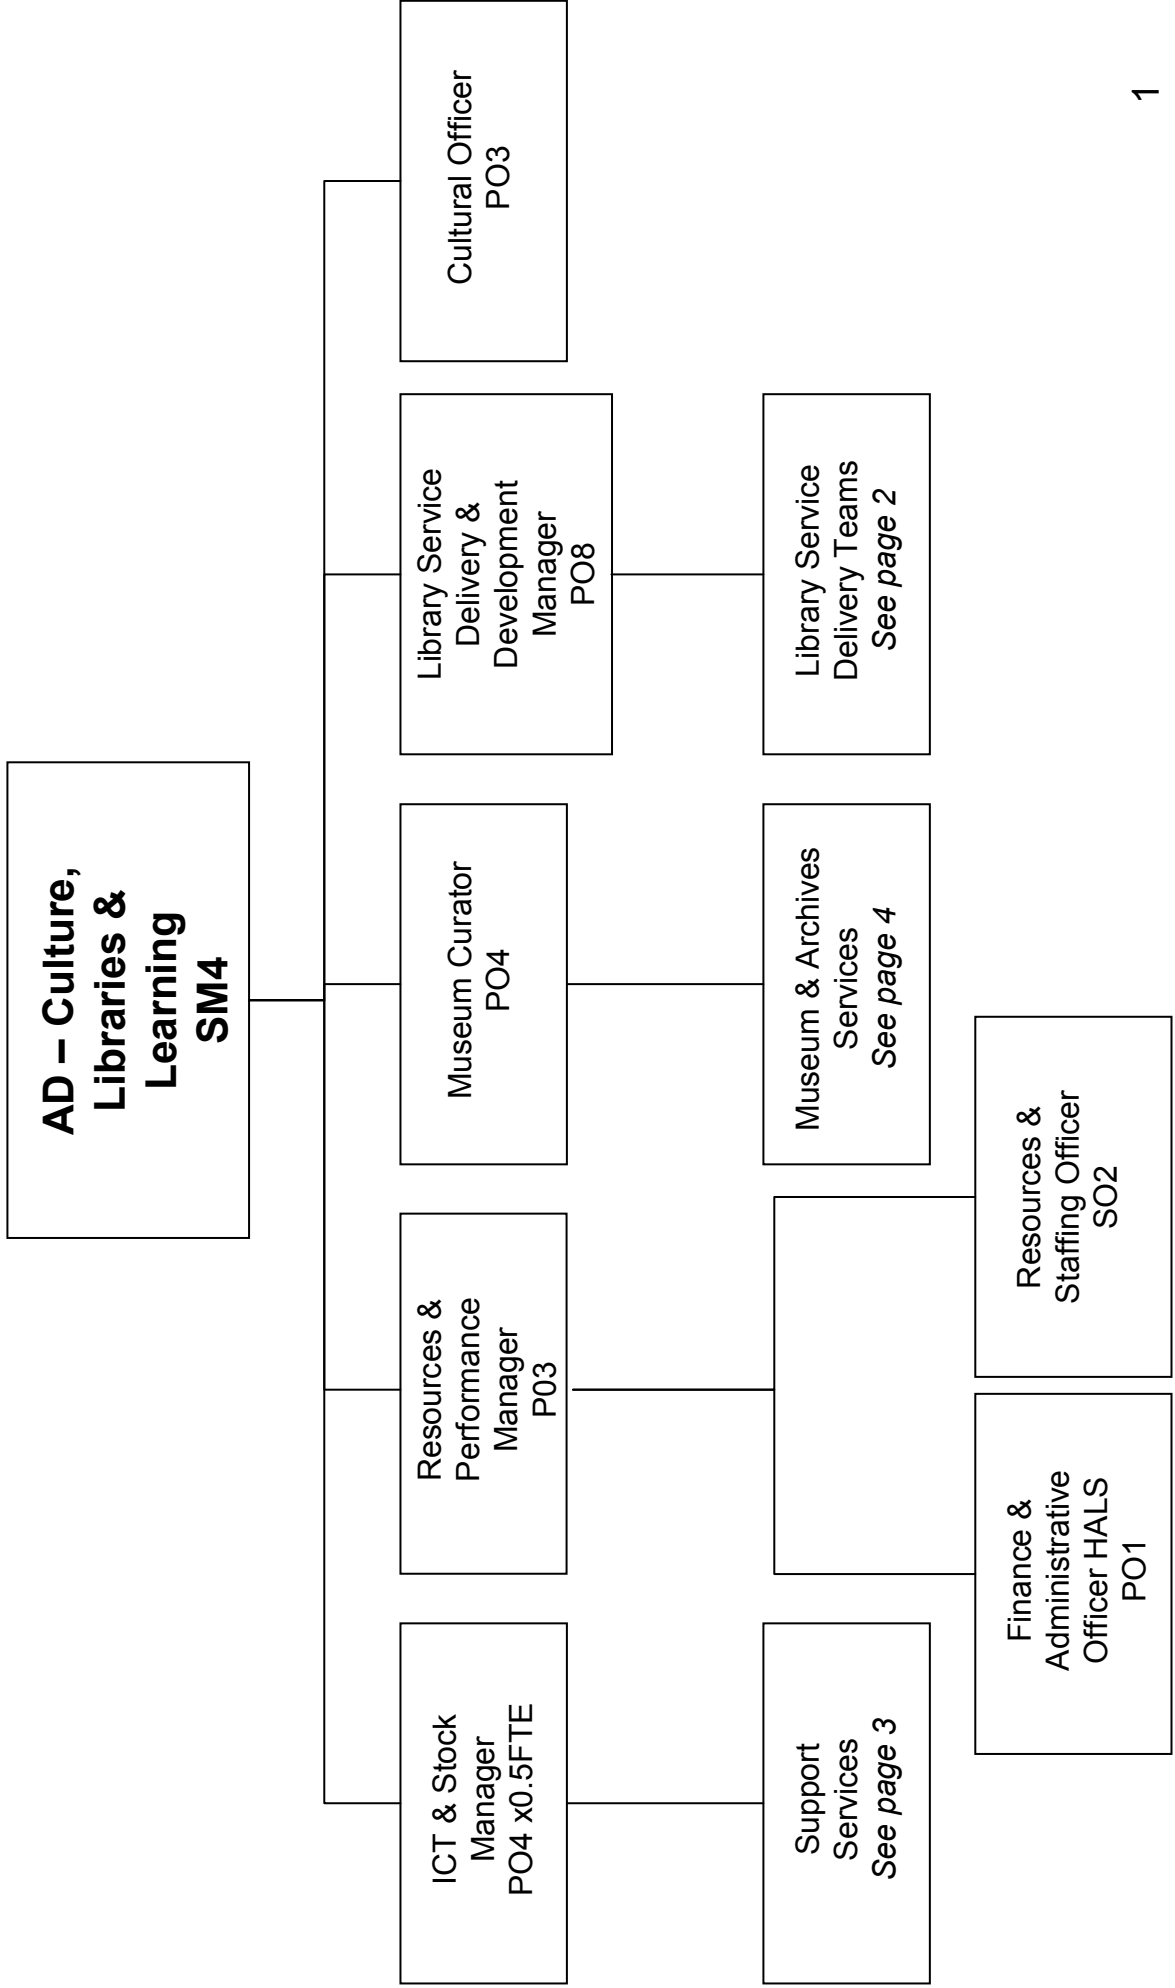 AD – Culture,
Libraries &
Learning
SM4
ICT & Stock
Manager
PO4 x0.5FTE
Resources &
Performance
Manager
P03
Museum Curator
PO4
Library Service
Delivery &
Development
Manager
PO8
Cultural Officer
PO3
Support
Services
See page 3
Museum & Archives
Services
See page 4
Library Service
Delivery Teams
See page 2
Finance &
Administrative
Officer HALS
PO1
Resources &
Staffing Officer
SO2
1